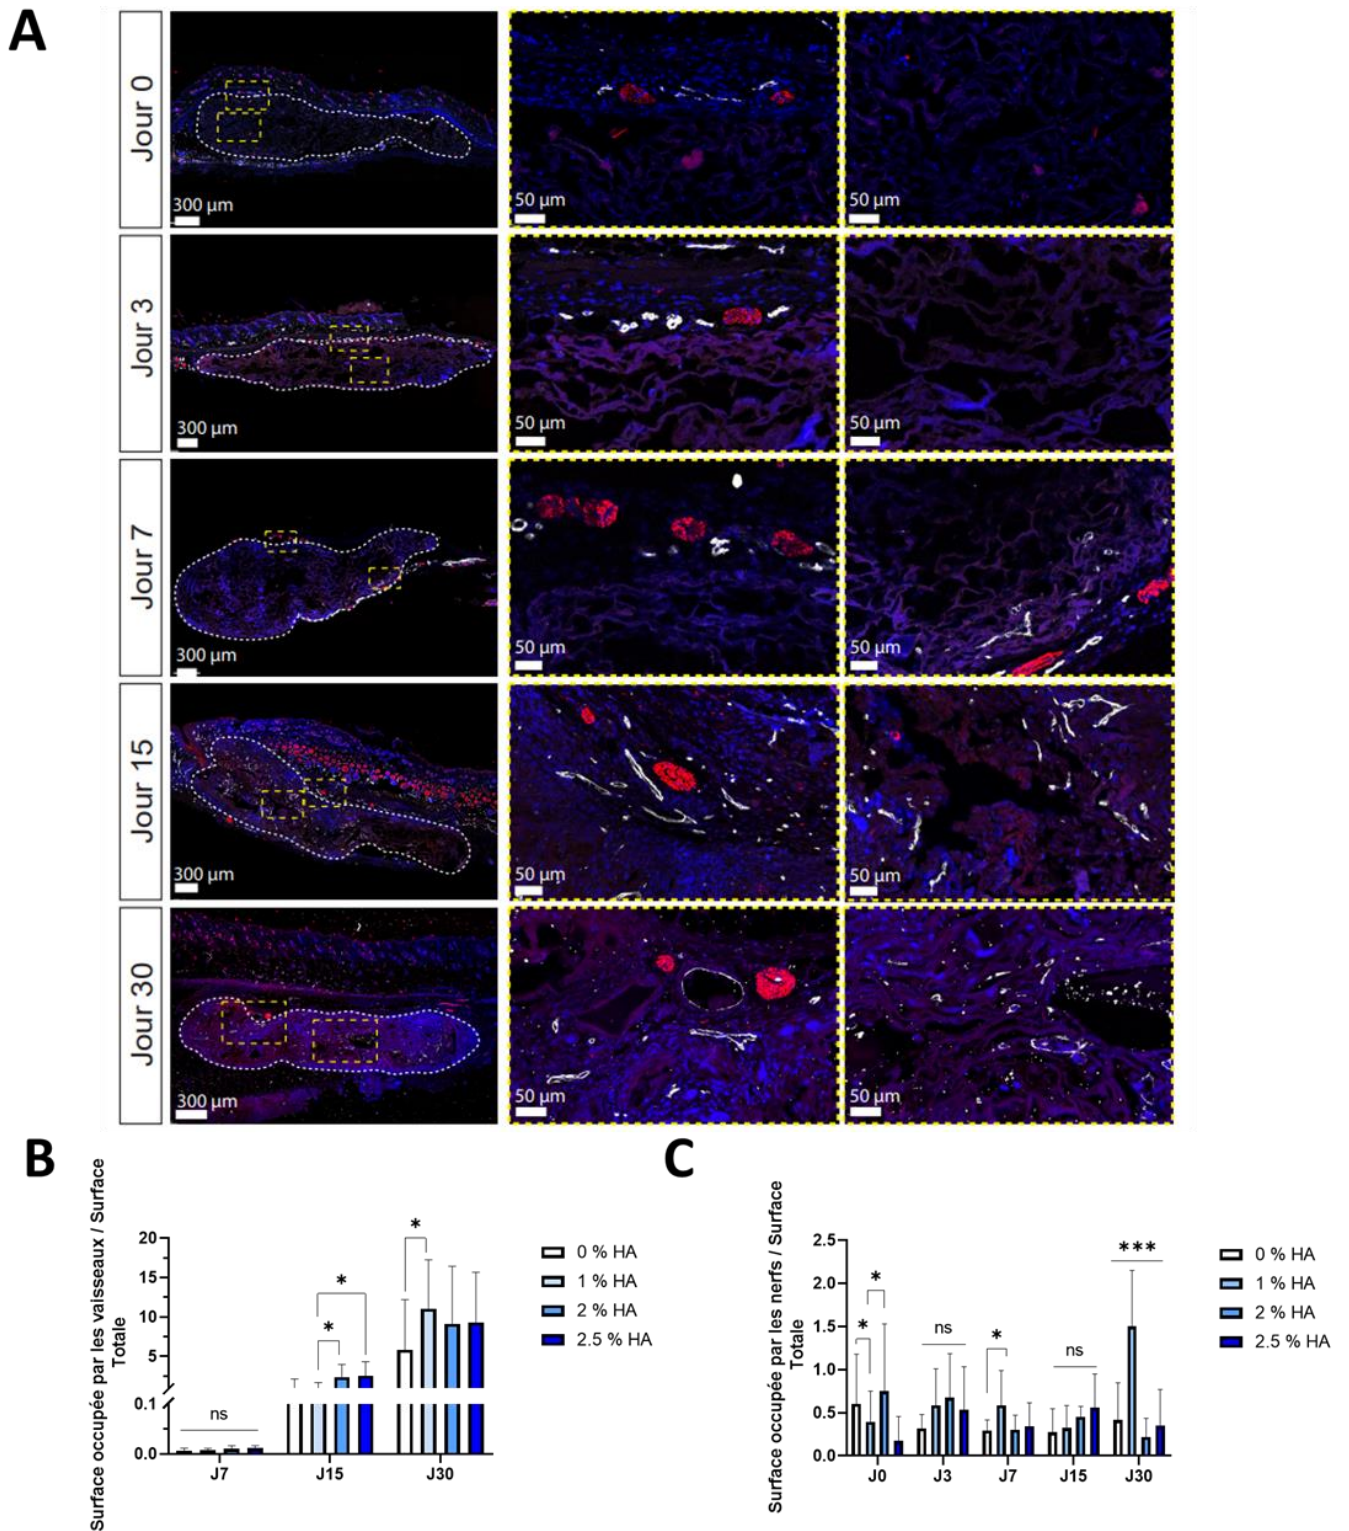 A
Jour 0
300 µm
50 µm
50 µm
Jour 3
300 µm
50 µm
50 µm
Jour 7
300 µm
50 µm
50 µm
Jour 15
300 µm
50 µm
50 µm
Jour 30
300 µm
50 µm
50 µm
B
Surface occupée par les vaisseaux / Surface
Totale
20
15
10
5
0.1
0.0
ns
*
*
*
J7
J15
J30
0 % HA
1 % HA
2 % HA
2.5 % HA
C
Surface occupée par les nerfs / Surface
Totale
2.5
2.0
1.5
1.0
0.5
0.0
*
*
ns
*
ns
***
J0
J3
J7
J15
J30
0 % HA
1 % HA
2 % HA
2.5 % HA